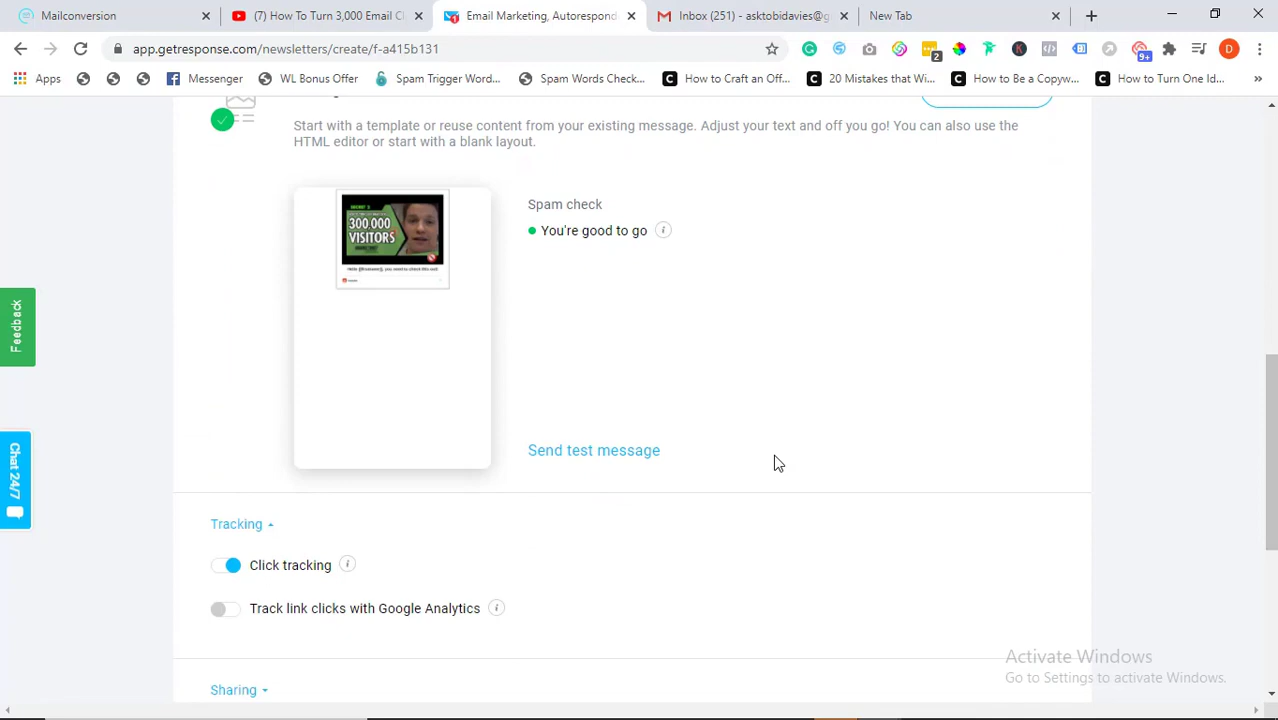 Mailconversion
(7) How To Turn 3,000 Email C
Email Marketing, Autorespond
Inbox (251) - asktobidavies@g
New Tab
app.getresponse.com/newsletters/create/f-a415b131
2
9+
D
Apps
Messenger
WL Bonus Offer
Spam Trigger Word...
Spam Words Check...
How to Craft an Off...
20 Mistakes that Wi...
How to Be a Copyw...
How to Turn One Id...
Start with a template or reuse content from your existing message. Adjust your text and off you go! You can also use the
HTML editor or start with a blank layout.
300 000
VISITORS
Spam check
You're good to go
Feedback
Chat 24/7
Send test message
Tracking
Click tracking
Track link clicks with Google Analytics
Sharing
Activate Windows
Go to Settings to activate Windows.